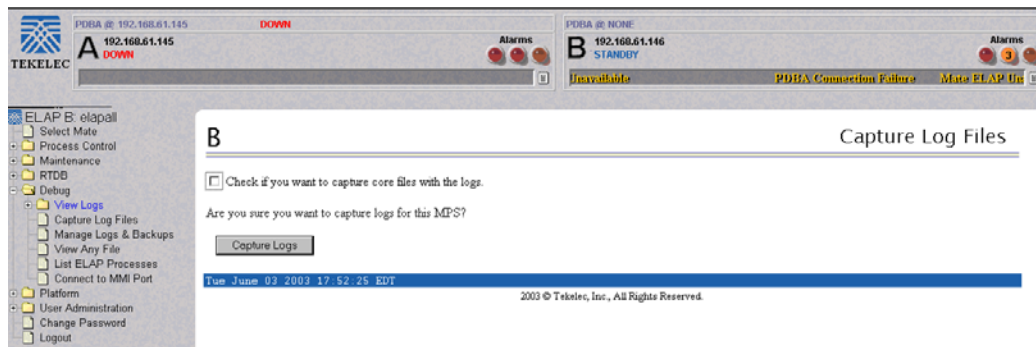 PDBA @ 192.168.61.145 DOWN
A 192.168.61.145
DOWN
Alarms
TEKELEC
PDBA @ NONE
B 192.168.61.146
STANDBY
Alarms
3
Unavailable PDBA Connection Failure Mate ELAP
ELAP B: elapall
Select Mate
Process Control
Maintenance
RTDB
Debug
View Logs
Capture Log Files
Manage Logs & Backups
View Any File
List ELAP Processes
Connect to MMI Port
Platform
User Administration
Change Password
Logout
B Capture Log Files
Check if you want to capture core files with the logs.
Are you sure you want to capture logs for this MPS?
Capture Logs
Tue June 03 2003 17:52:25 EDT
2003 © Tekelec, Inc., All Rights Reserved.